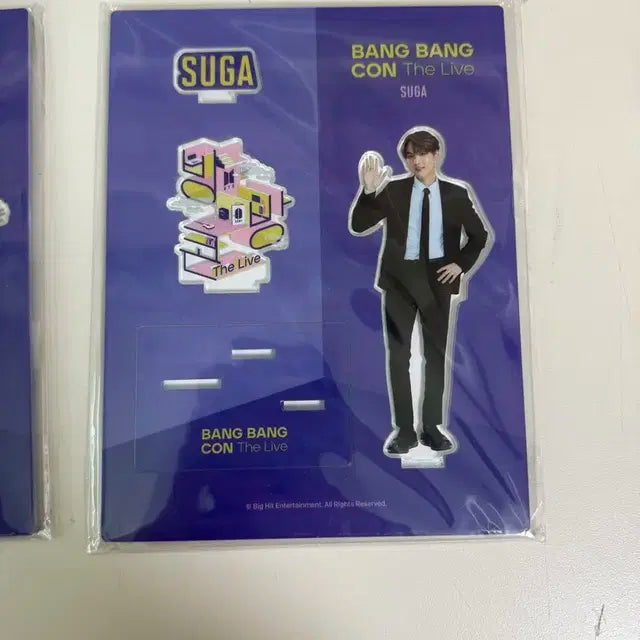 SUGA
BANG BANG
CON The Live
SUGA
The Live
BANG BANG
CON The Live
© Big Hit Entertainment. All Rights Reserved.